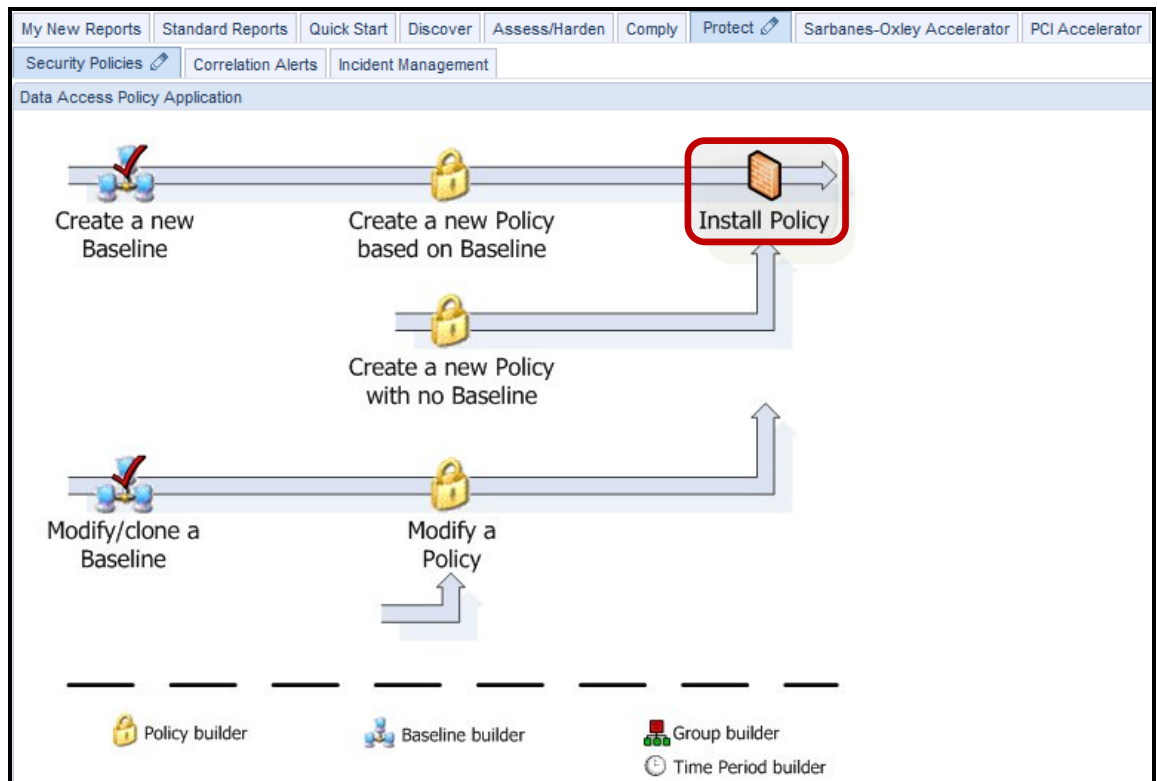 My New Reports Standard Reports Quick Start Discover Assess/Harden Comply Protect Sarbanes-Oxley Accelerator PCI Accelerator
Security Policies Correlation Alerts Incident Management
Data Access Policy Application
Create a new
Baseline
Create a new Policy
based on Baseline
Install Policy
Create a new Policy
with no Baseline
Modify/clone a
Baseline
Modify a
Policy
Policy builder
Baseline builder
Group builder
Time Period builder